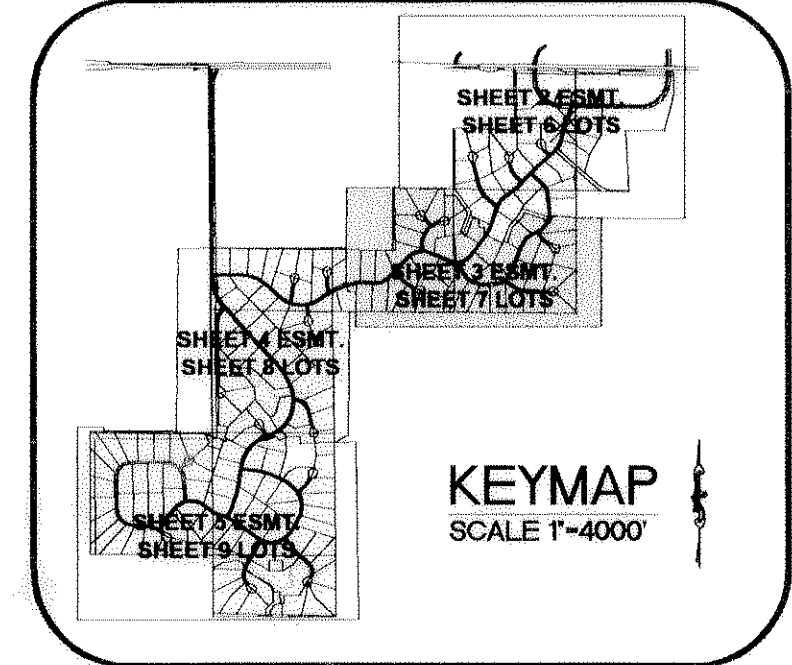 SHEET 2 ESMT.
SHEET 6 LOTS
SHEET 3 ESMT.
SHEET 7 LOTS
SHEET 4 ESMT.
SHEET 8 LOTS
KEYMAP
SCALE 1"=4000'
SHEET 5 ESMT.
SHEET 9 LOTS